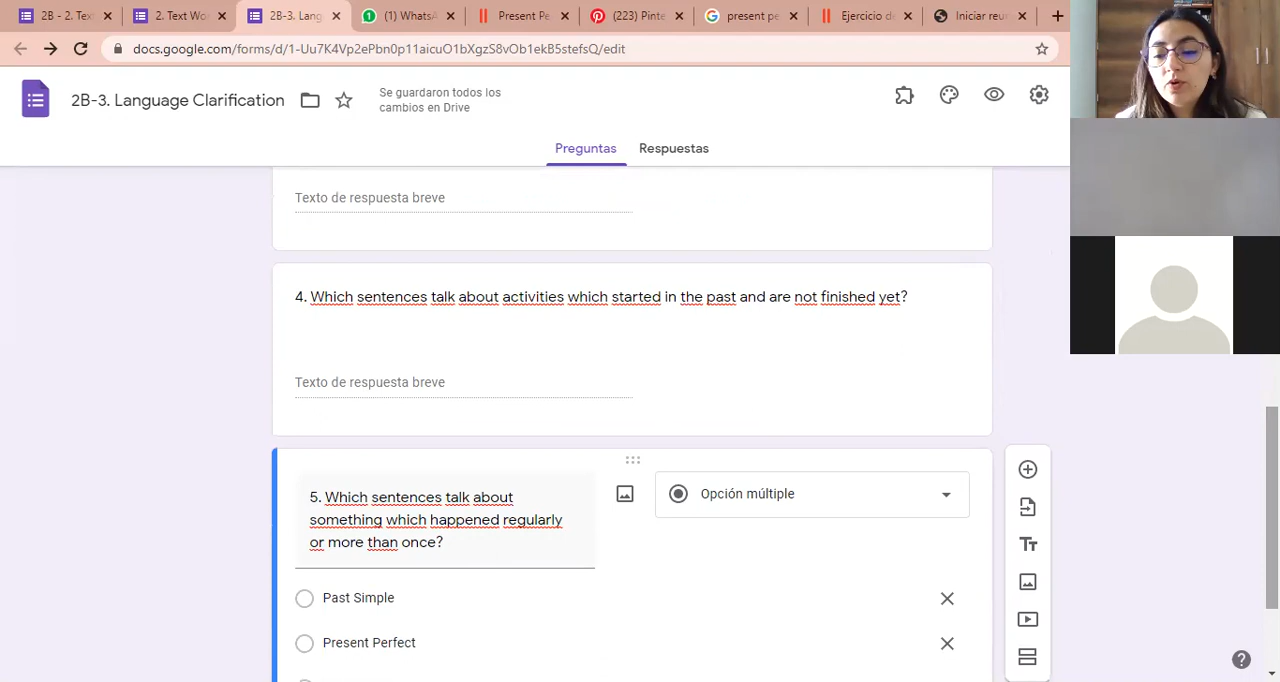 2B - 2. Text
2. Text Wo
2B-3. Lang
(1) WhatsA
Present Pe
(223) Pinte
present pe
Ejercicio d
Iniciar reu
docs.google.com/forms/d/1-Uu7K4Vp2ePbn0p11aicuO1bXgzS8vOb1ekB5stefsQ/edit
2B-3. Language Clarification
Se guardaron todos los
cambios en Drive
Preguntas
Respuestas
Texto de respuesta breve
4. Which sentences talk about activities which started in the past and are not finished yet?
Texto de respuesta breve
5. Which sentences talk about
something which happened regularly
or more than once?
Opción múltiple
Past Simple
Present Perfect